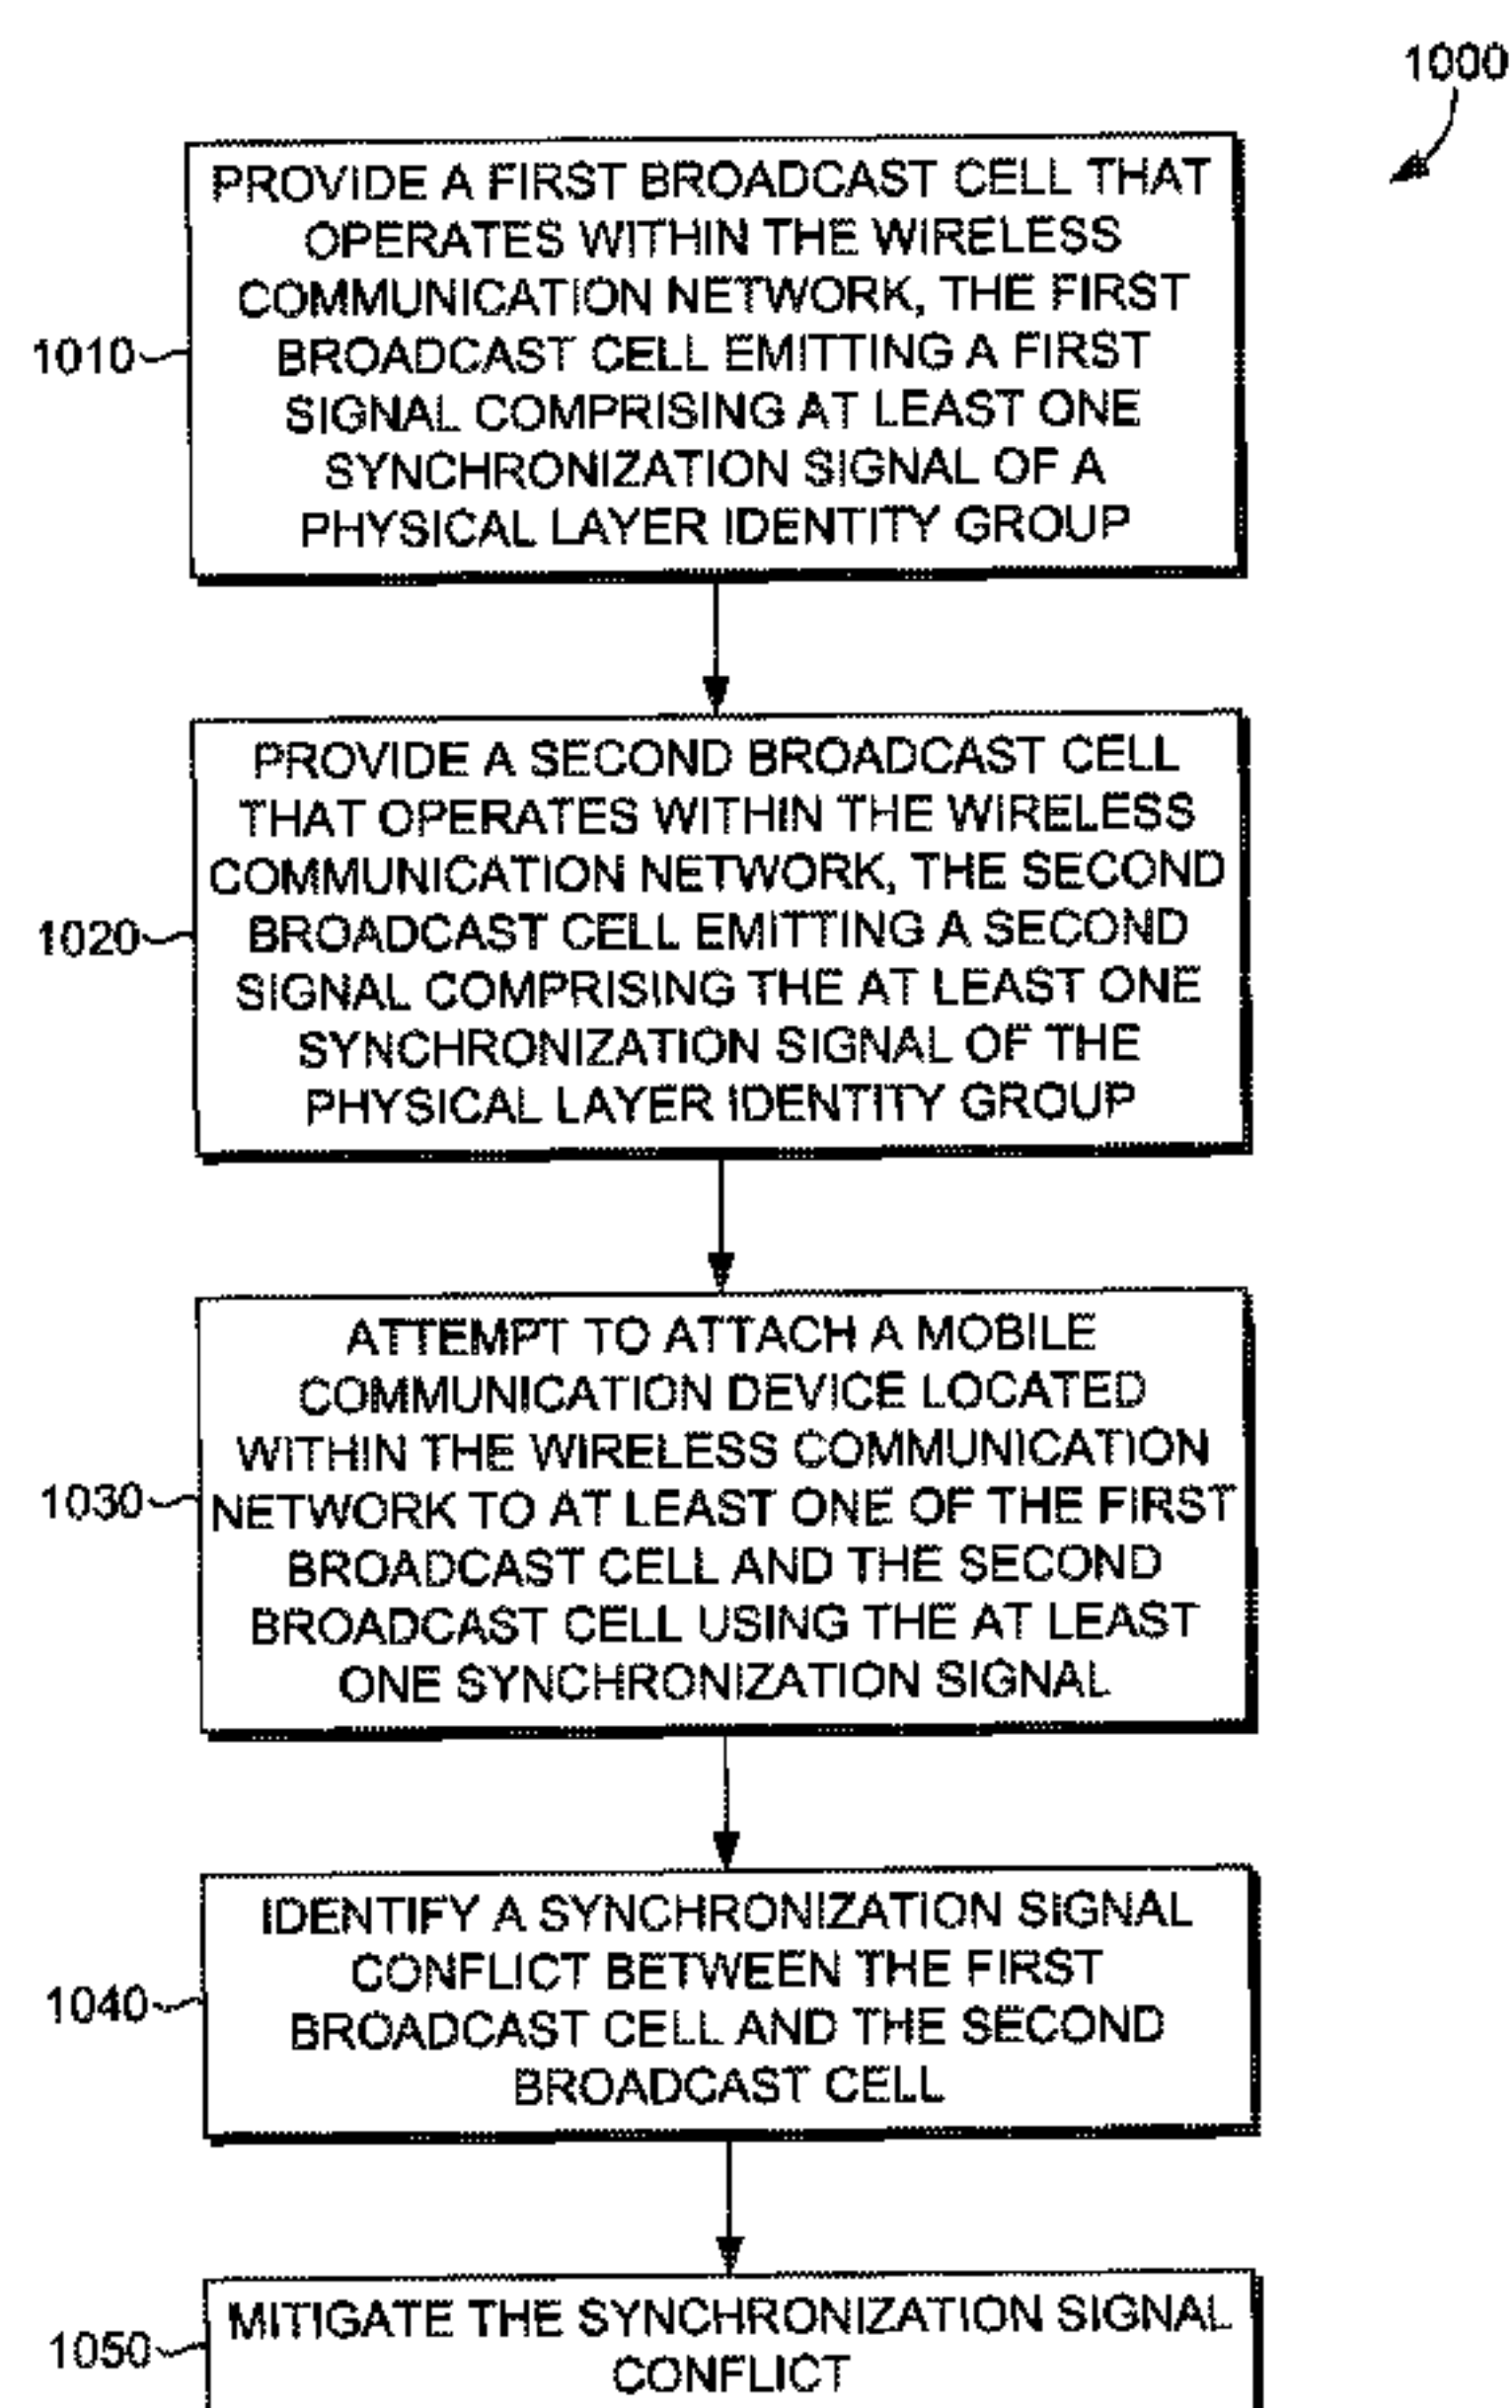 1000
PROVIDE A FIRST BROADCAST CELL THAT
OPERATES WITHIN THE WIRELESS
COMMUNICATION NETWORK, THE FIRST
1010
BROADCAST CELL EMITTING A FIRST
SIGNAL COMPRISING AT LEAST ONE
SYNCHRONIZATION SIGNAL OF A
PHYSICAL LAYER IDENTITY GROUP
PROVIDE A SECOND BROADCAST CELL
THAT OPERATES WITHIN THE WIRELESS
COMMUNICATION NETWORK, THE SECOND
1020
BROADCAST CELL EMITTING A SECOND
SIGNAL COMPRISING THE AT LEAST ONE
SYNCHRONIZATION SIGNAL OF THE
PHYSICAL LAYER IDENTITY GROUP
ATTEMPT TO ATTACH A MOBILE
COMMUNICATION DEVICE LOCATED
WITHIN THE WIRELESS COMMUNICATION
1030
NETWORK TO AT LEAST ONE OF THE FIRST
BROADCAST CELL AND THE SECOND
BROADCAST CELL USING THE AT LEAST
ONE SYNCHRONIZATION SIGNAL
IDENTIFY A SYNCHRONIZATION SIGNAL
CONFLICT BETWEEN THE FIRST
1040
BROADCAST CELL AND THE SECOND
BROADCAST CELL
MITIGATE THE SYNCHRONIZATION SIGNAL
1050
CONFLICT